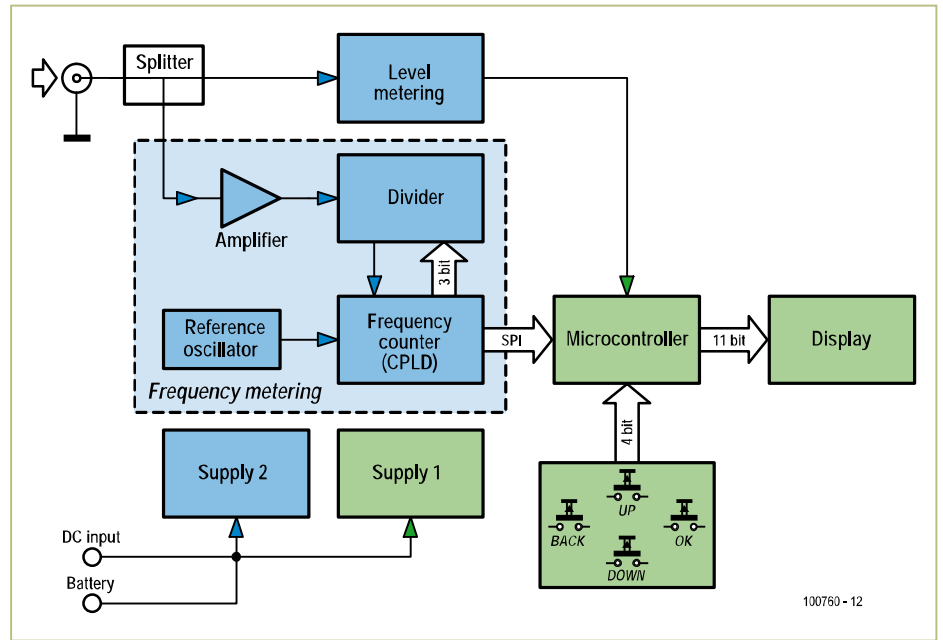 Splitter
Level
metering
Divider
Amplifier
3 bit
Reference
oscillator
Frequency
counter
(CPLD)
SPI
Microcontroller
11 bit
Display
Frequency metering
4 bit
Supply 2
Supply 1
UP
BACK
OK
DOWN
DC input
Battery
100760 - 12